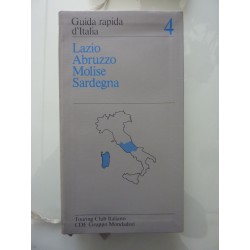 Guida rapida
d'Italia
4
Lazio
Abruzzo
Molise
Sardegna
Touring Club Italiano
CDE Gruppo Mondadori